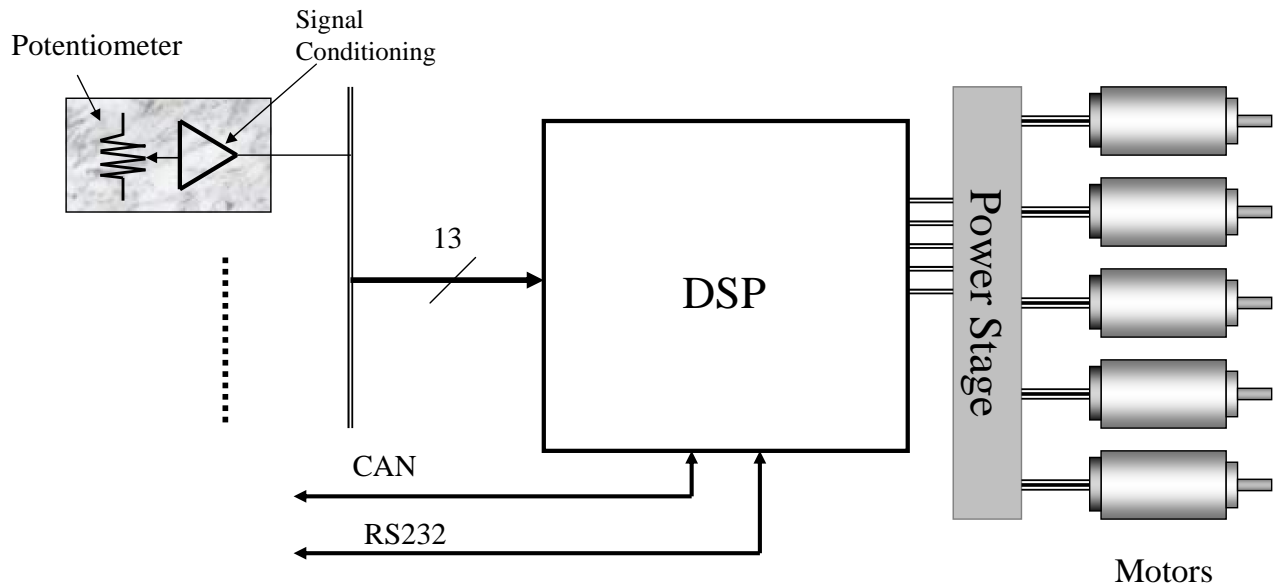 Signal
Conditioning
Potentiometer
13
DSP
Power Stage
CAN
RS232
Motors